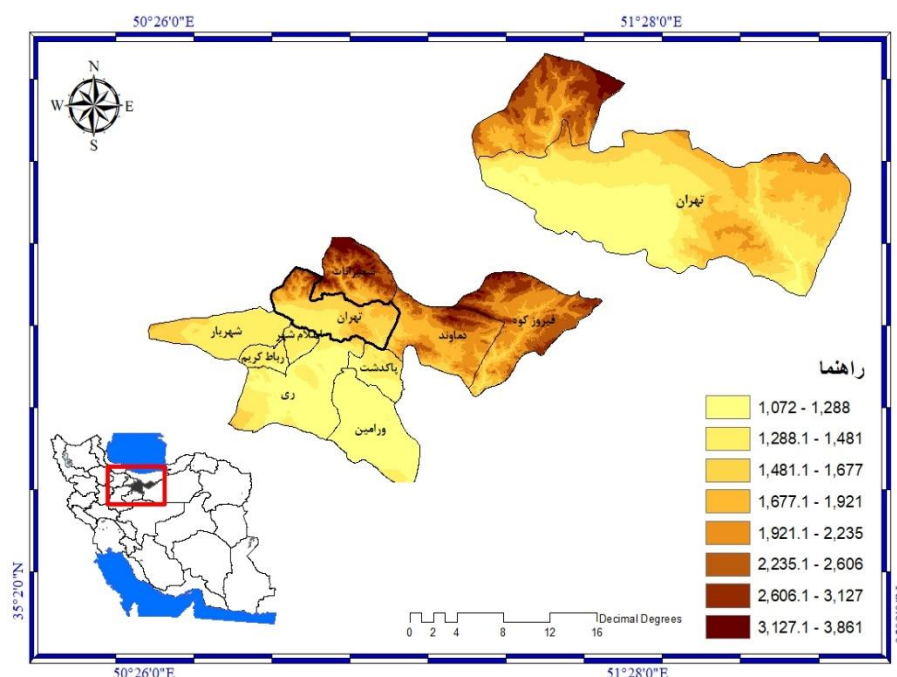 50°26'0"E 51°28'0"E
N
W E
S
تهران
شمیرانات
تهران
فیروز کوه
دماوند
شهریار
اسلام شهر
رباط کریم
پاکدشت
ری
ورامین
راهنما
1,072 - 1,288
1,288.1 - 1,481
1,481.1 - 1,677
1,677.1 - 1,921
1,921.1 - 2,235
2,235.1 - 2,606
2,606.1 - 3,127
3,127.1 - 3,861
35°2'0"N
Decimal Degrees
0 2 4 8 12 16
50°26'0"E 51°28'0"E